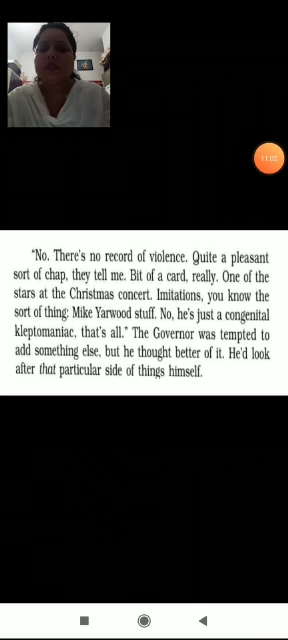 11:02
“No. There's no record of violence. Quite a pleasant
sort of chap, they tell me. Bit of a card, really. One of the
stars at the Christmas concert. Imitations, you know the
sort of thing: Mike Yarwood stuff. No, he's just a congenital
kleptomaniac, that's all.” The Governor was tempted to
add something else, but he thought better of it. He'd look
after that particular side of things himself.